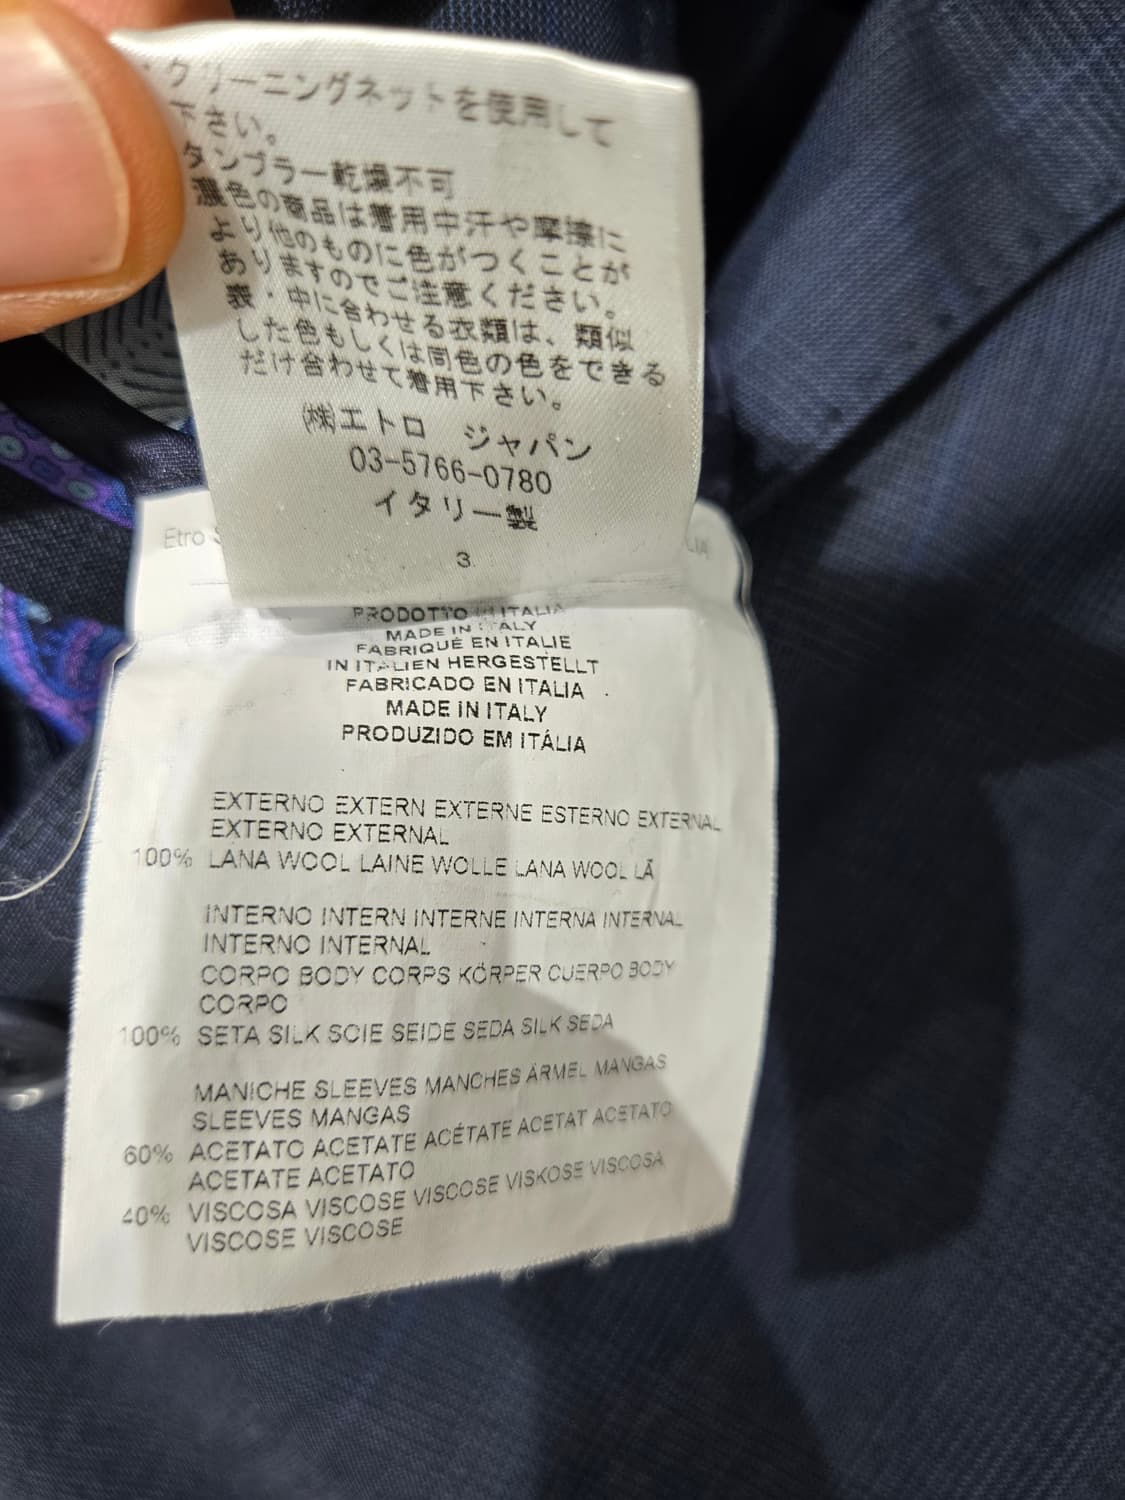 クリーニングネットを使用して
下さい。
タンブラー乾燥不可
濃色の商品は着用中汗や摩擦に
より他のものに色がつくことが
ありますのでご注意ください。
表・中に合わせる衣類は、類似
した色もしくは同色の色をできる
だけ合わせて着用下さい。
㈱エトロ ジャパン
03-5766-0780
イタリー製
3
Etro
PRODOTTO IN ITALIA
MADE IN ITALY
FABRIQUÉ EN ITALIE
IN ITALIEN HERGESTELLT
FABRICADO EN ITALIA
MADE IN ITALY
PRODUZIDO EM ITÁLIA
EXTERNO EXTERN EXTERNE ESTERNO EXTERNAL
EXTERNO EXTERNAL
100% LANA WOOL LAINE WOLLE LANA WOOL LÃ
INTERNO INTERN INTERNE INTERNA INTERNAL
INTERNO INTERNAL
CORPO BODY CORPS KÖRPER CUERPO BODY
CORPO
100% SETA SILK SOIE SEIDE SEDA SILK SEDA
MANICHE SLEEVES MANCHES ÄRMEL MANGAS
SLEEVES MANGAS
60% ACETATO ACETATE ACÉTATE ACETAT ACETATO
ACETATE ACETATO
40% VISCOSA VISCOSE VISCOSE VISKOSE VISCOSA
VISCOSE VISCOSE